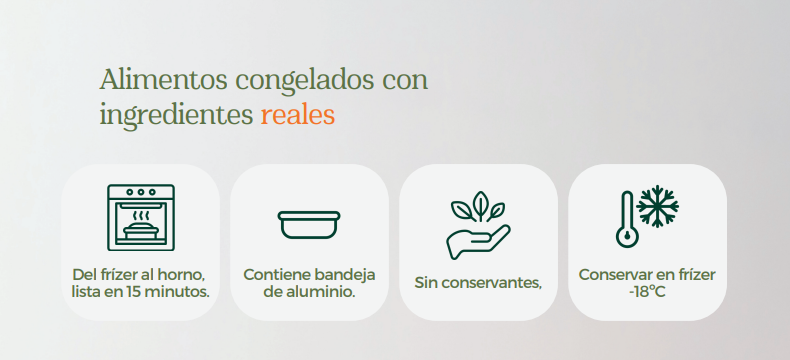 Alimentos congelados con
ingredientes reales
Del frízer al horno,
lista en 15 minutos.
Contiene bandeja
de aluminio.
Sin conservantes,
Conservar en frízer
-18°C